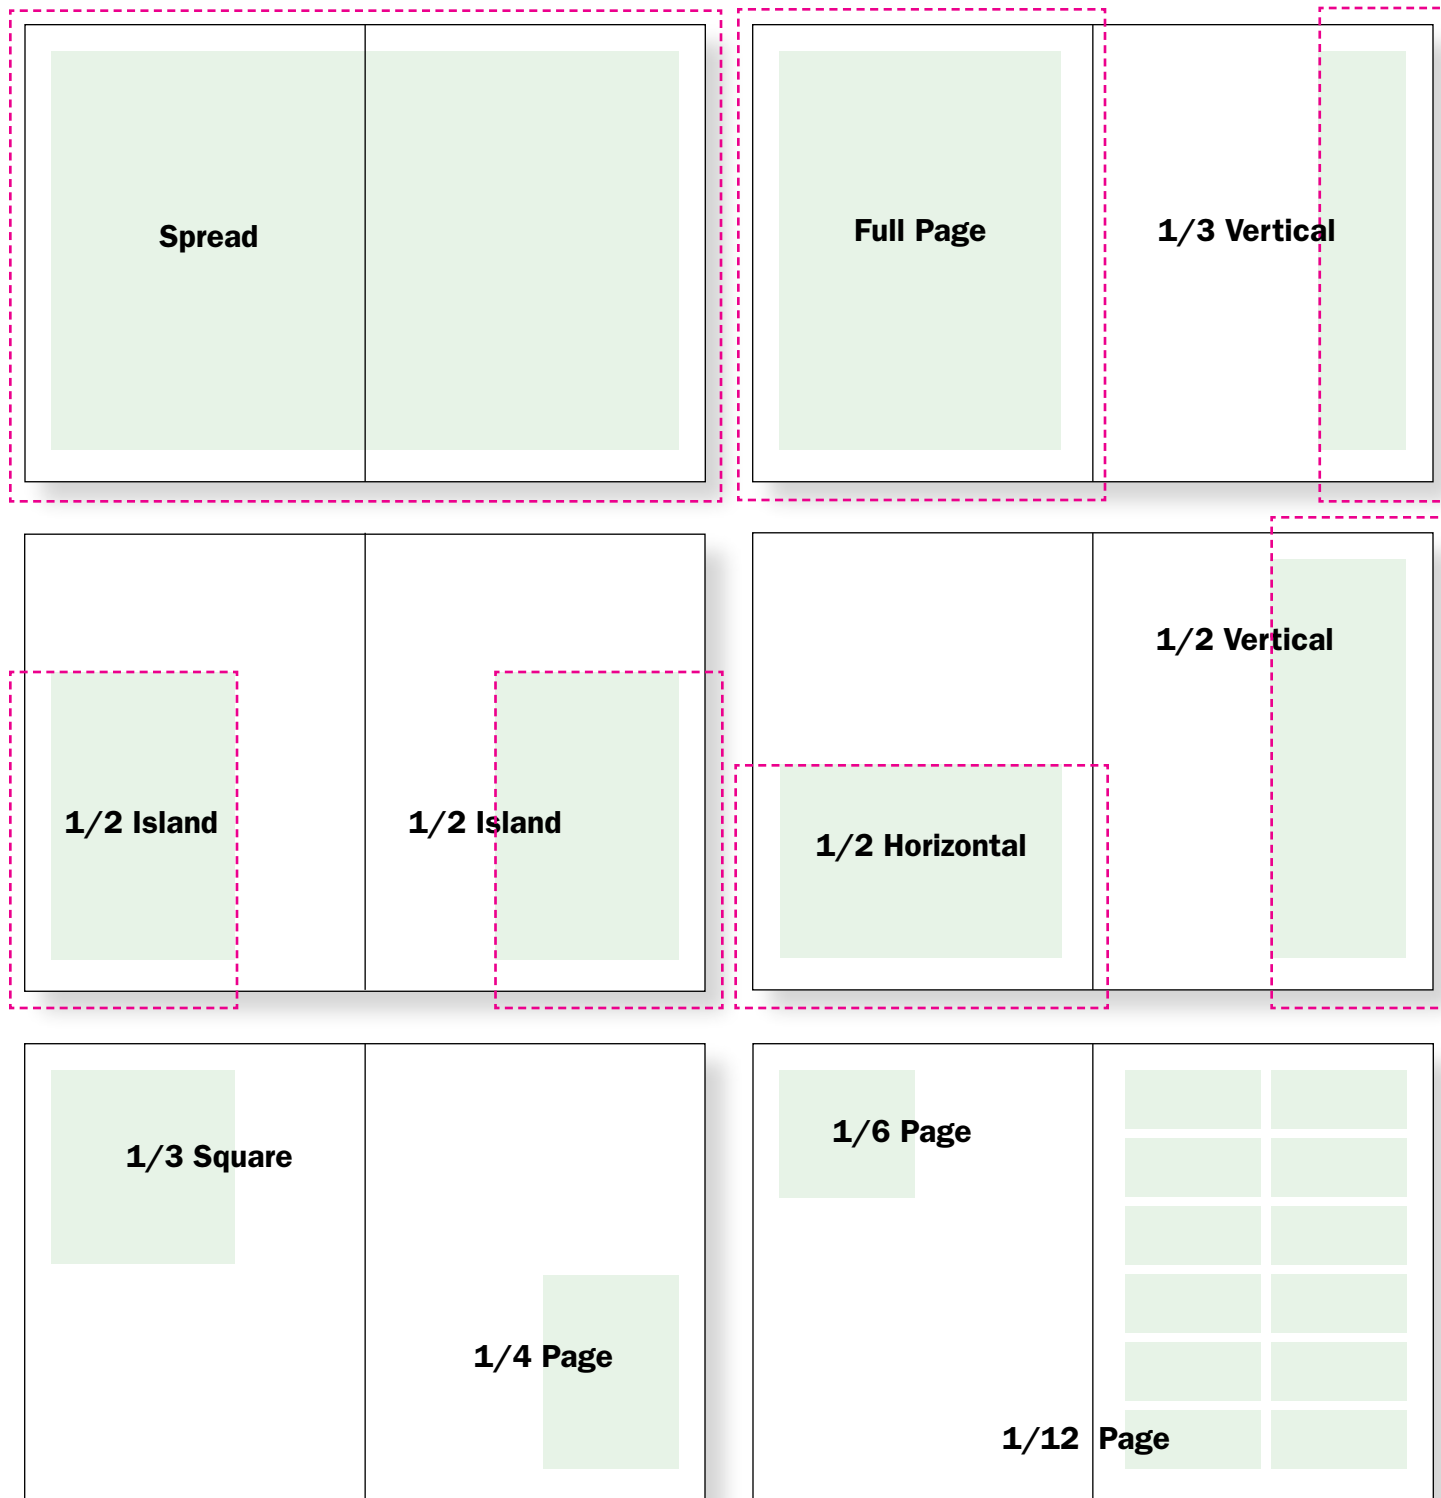 Spread
Full Page
1/3 Vertical
1/2 Island
1/2 Island
1/2 Vertical
1/2 Horizontal
1/3 Square
1/4 Page
1/6 Page
1/12 Page